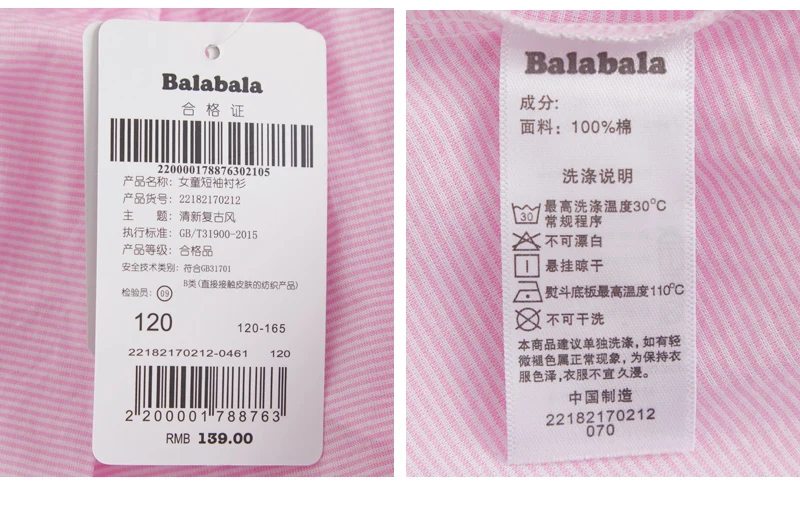 Balabala
合格证
220000178876302105
产品名称：女童短袖衬衫
产品货号：22182170212
主 题：清新复古风
执行标准：GB/T31900-2015
产品等级：合格品
安全技术类别：符合GB31701
B类(直接接触皮肤的纺织产品)
检验员：09
120 120-165
22182170212-0461 120
2 200001 788763
RMB 139.00
Balabala
成分:
面料：100%棉
洗涤说明
30 最高洗涤温度30°C
常规程序
不可漂白
悬挂晾干
熨斗底板最高温度110°C
不可干洗
本商品建议单独洗涤，如有轻
微褪色属正常现象，为保持衣
服色泽,衣服不宜久浸。
中国制造
22182170212
070